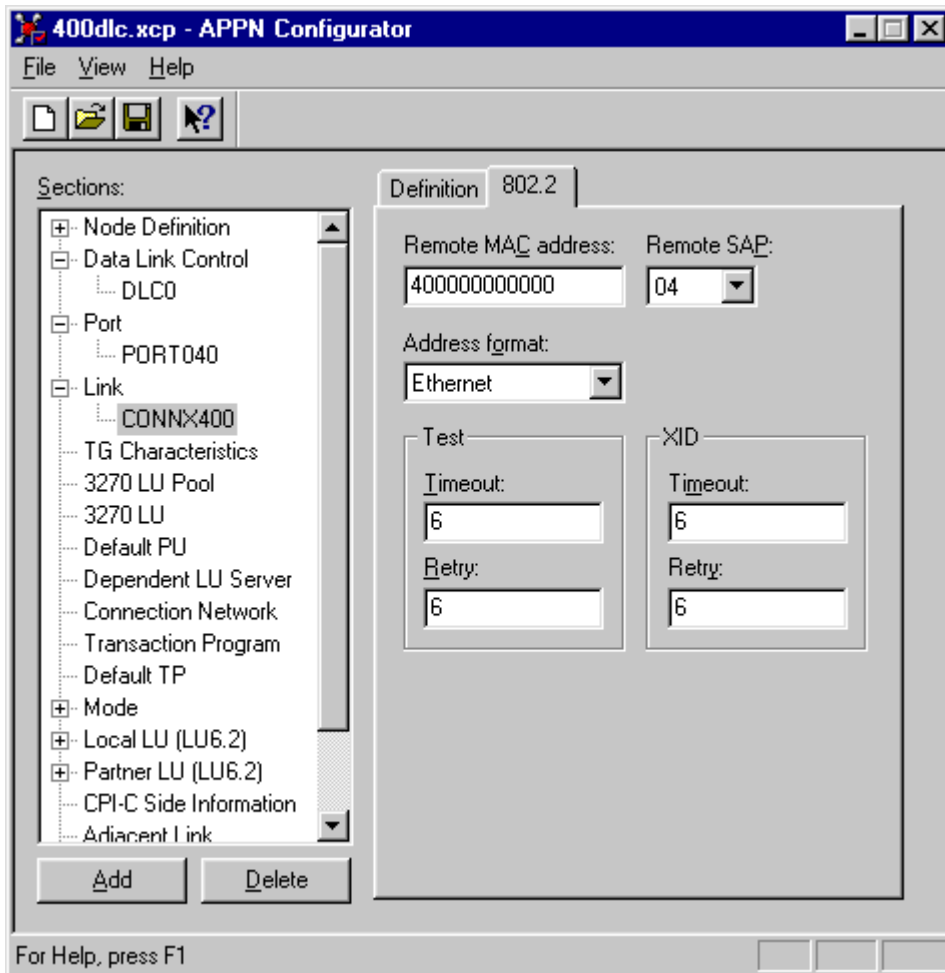 400dlc.xcp - APPN Configurator
File View Help
Sections:
Node Definition
Data Link Control
DLC0
Port
PORT040
Link
CONNX400
TG Characteristics
3270 LU Pool
3270 LU
Default PU
Dependent LU Server
Connection Network
Transaction Program
Default TP
Mode
Local LU (LU6.2)
Partner LU (LU6.2)
CPI-C Side Information
Adjacent Link
Add Delete
Definition 802.2
Remote MAC address: Remote SAP:
400000000000 04
Address format:
Ethernet
Test XID
Timeout: Timeout:
6 6
Retry: Retry:
6 6
For Help, press F1